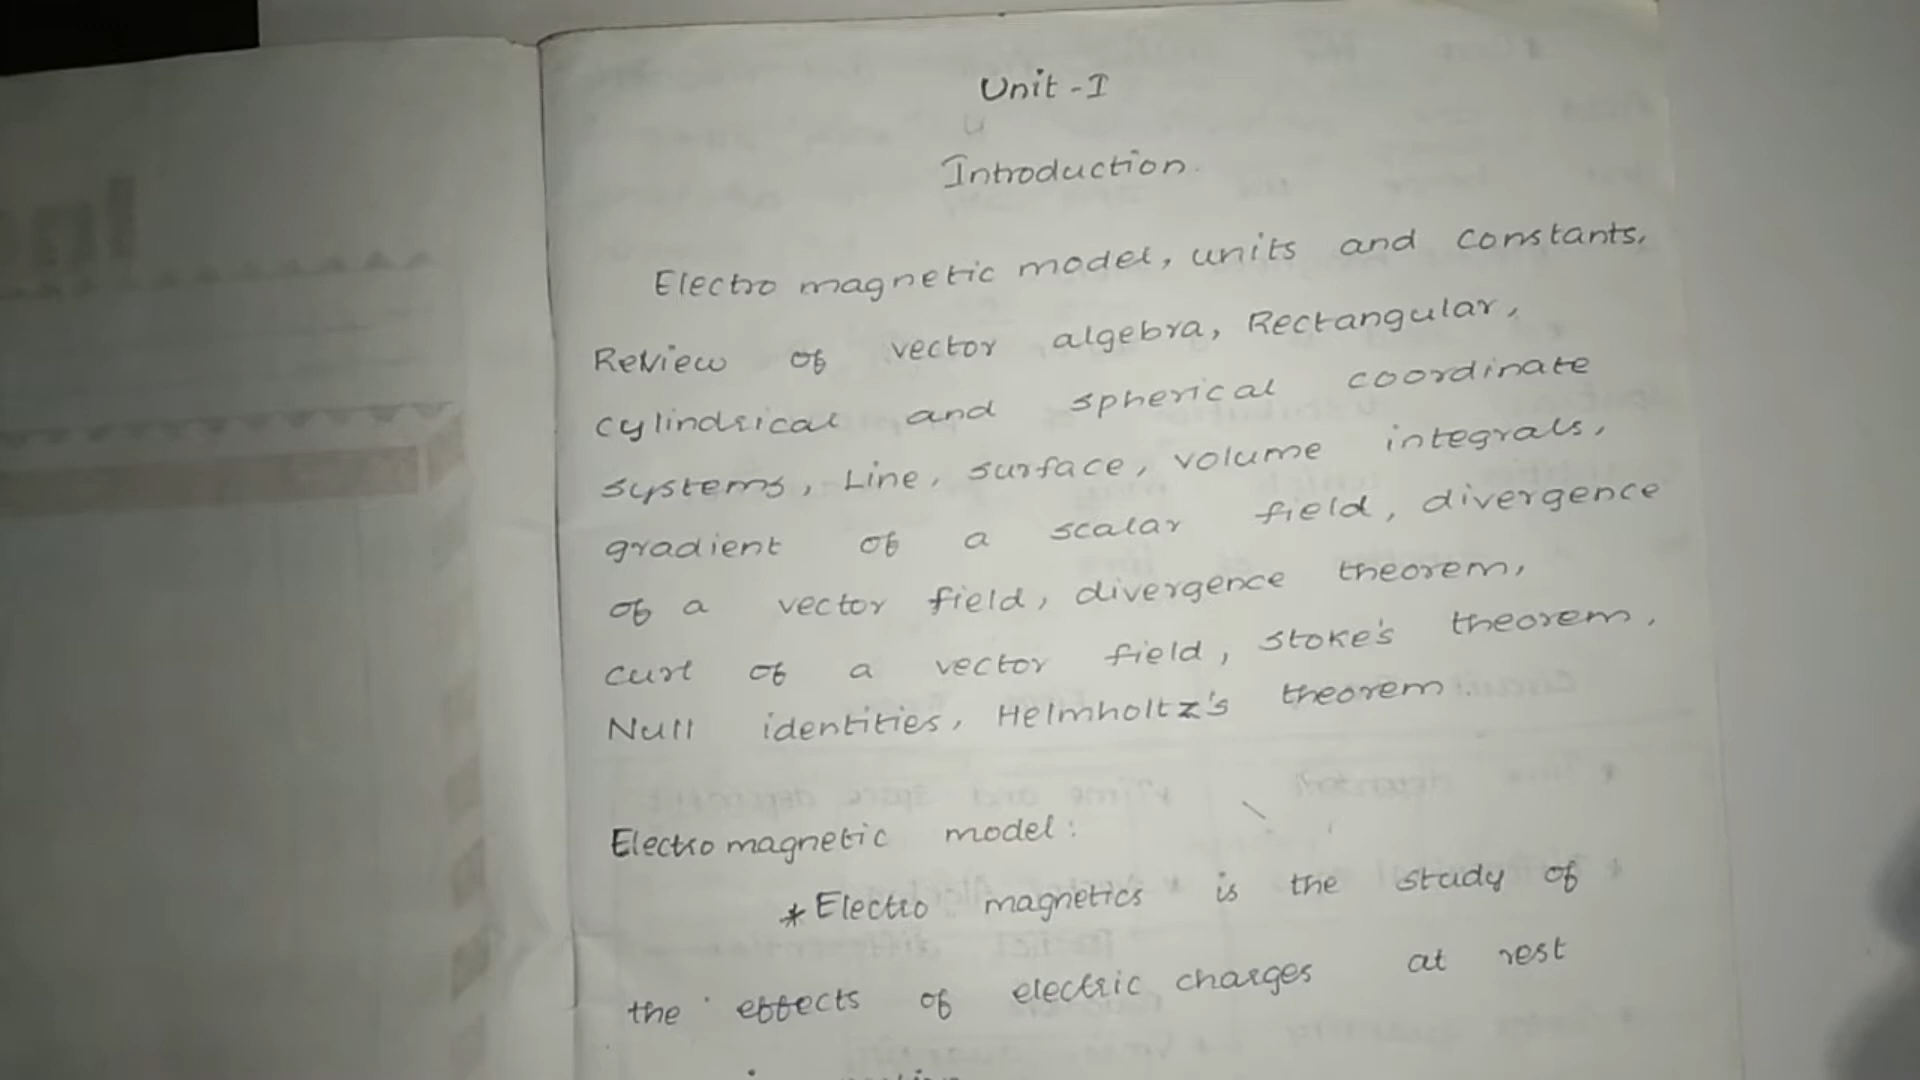 Unit - I
Introduction.
Electro magnetic model, units and constants,
Review of vector algebra, Rectangular,
cylindrical and spherical coordinate
systems, Line, surface, volume integrals,
gradient of a scalar field, divergence
of a vector field, divergence theorem,
curl of a vector field, stoke's theorem,
Null identities, Helmholtz's theorem.
Electro magnetic model:
* Electro magnetics is the study of
the effects of electric charges at rest